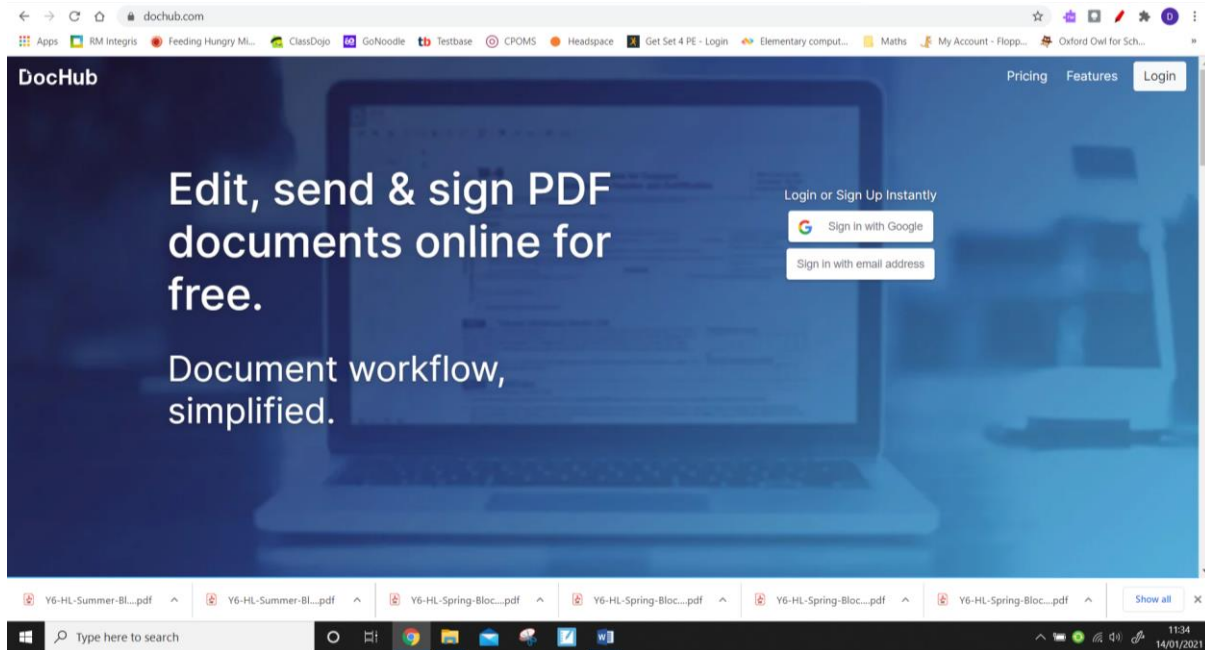 dochub.com
Apps RM Integris Feeding Hungry Mi... ClassDojo GoNoodle tb Testbase CPOMS Headspace Get Set 4 PE - Login Elementary comput... Maths My Account - Flopp... Oxford Owl for Sch... »
DocHub Pricing Features Login
Edit, send & sign PDF
documents online for
free.
Document workflow,
simplified.
Login or Sign Up Instantly
G Sign in with Google
Sign in with email address
Y6-HL-Summer-Bl....pdf Y6-HL-Summer-Bl....pdf Y6-HL-Spring-Bloc....pdf Y6-HL-Spring-Bloc....pdf Y6-HL-Spring-Bloc....pdf Y6-HL-Spring-Bloc....pdf Show all
Type here to search
11:34
14/01/2021